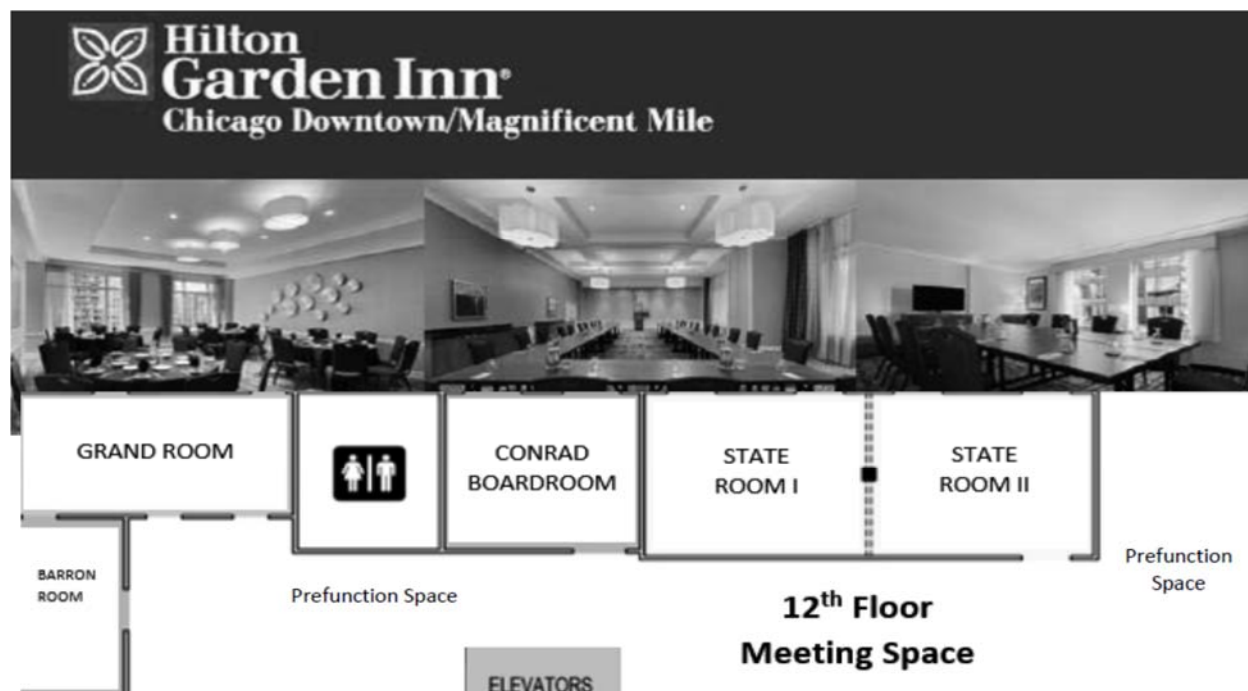 Hilton
Garden Inn®
Chicago Downtown/Magnificent Mile
GRAND ROOM
CONRAD
BOARDROOM
STATE
ROOM I
STATE
ROOM II
BARRON
ROOM
Prefunction Space
Prefunction
Space
12th Floor
Meeting Space
ELEVATORS